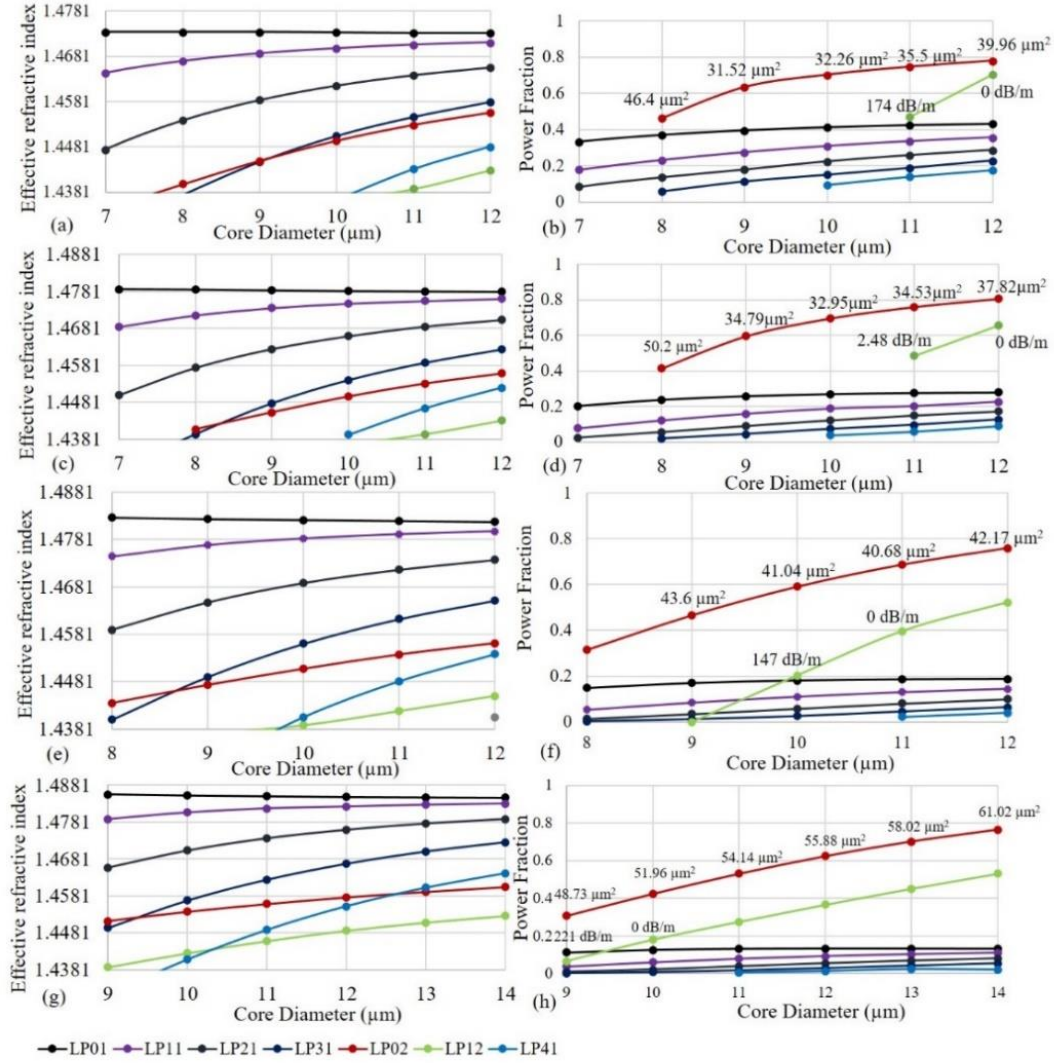 Effective refractive index
1.4781
1.4681
1.4581
1.4481
1.4381
7 8 9 10 11 12
(a)
Core Diameter (µm)
Power Fraction
1
0.8
0.6
0.4
0.2
0
46.4 µm²
31.52 µm²
32.26 µm²
35.5 µm²
39.96 µm²
174 dB/m
0 dB/m
7 8 9 10 11 12
(b)
Core Diameter (µm)
Effective refractive index
1.4881
1.4781
1.4681
1.4581
1.4481
1.4381
7 8 9 10 11 12
(c)
Core Diameter (µm)
Power Fraction
1
0.8
0.6
0.4
0.2
0
50.2 µm²
34.79µm²
32.95µm²
34.53µm²
37.82µm²
2.48 dB/m
0 dB/m
7 8 9 10 11 12
(d)
Core Diameter (µm)
Effective refractive index
1.4881
1.4781
1.4681
1.4581
1.4481
1.4381
8 9 10 11 12
(e)
Core Diameter (µm)
Power Fraction
1
0.8
0.6
0.4
0.2
0
43.6 µm²
41.04 µm²
40.68 µm²
42.17 µm²
147 dB/m
0 dB/m
8 9 10 11 12
(f)
Core Diameter (µm)
Effective refractive index
1.4881
1.4781
1.4681
1.4581
1.4481
1.4381
9 10 11 12 13 14
(g)
Core Diameter (µm)
Power Fraction
1
0.8
0.6
0.4
0.2
0
48.73 µm²
51.96 µm²
54.14 µm²
55.88 µm²
58.02 µm²
61.02 µm²
221 dB/m
0 dB/m
9 10 11 12 13 14
(h)
Core Diameter (µm)
LP01 LP11 LP21 LP31 LP02 LP12 LP41